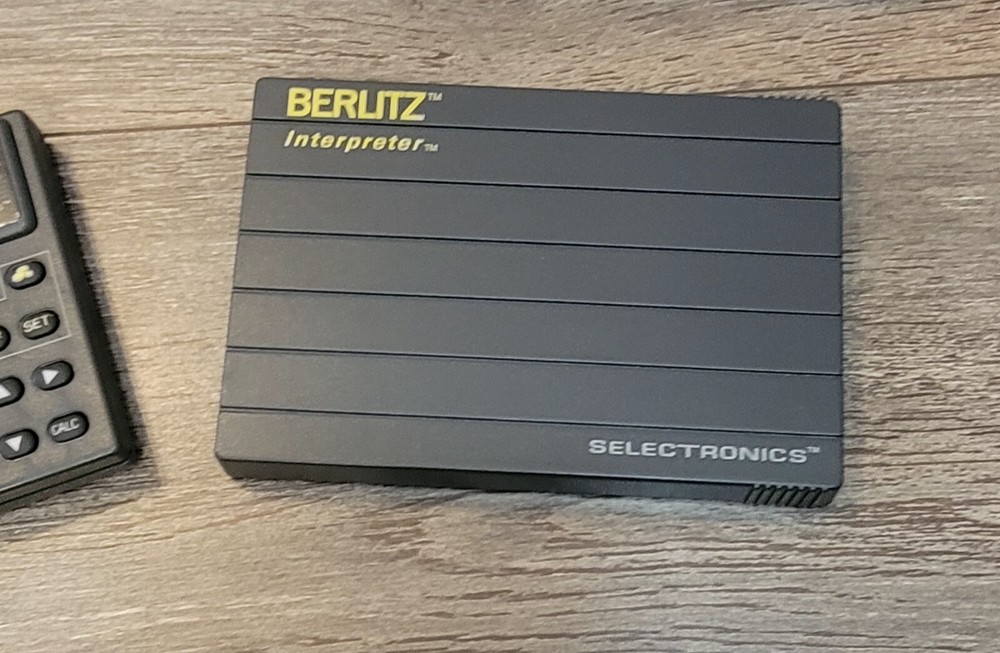 BERLITZ™
Interpreter™
SET
CALC
SELECTRONICS™